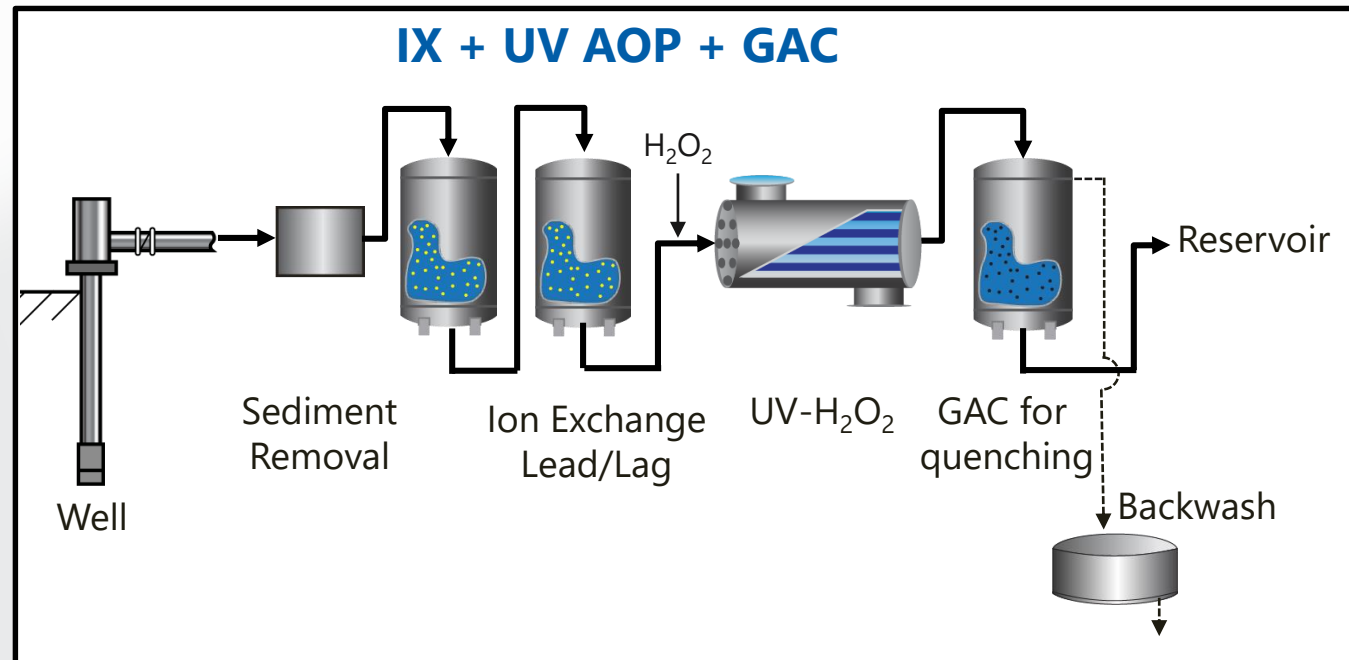 IX + UV AOP + GAC
H₂O₂
Reservoir
Sediment
Removal
Ion Exchange
Lead/Lag
UV-H₂O₂
GAC for
quenching
Well
Backwash